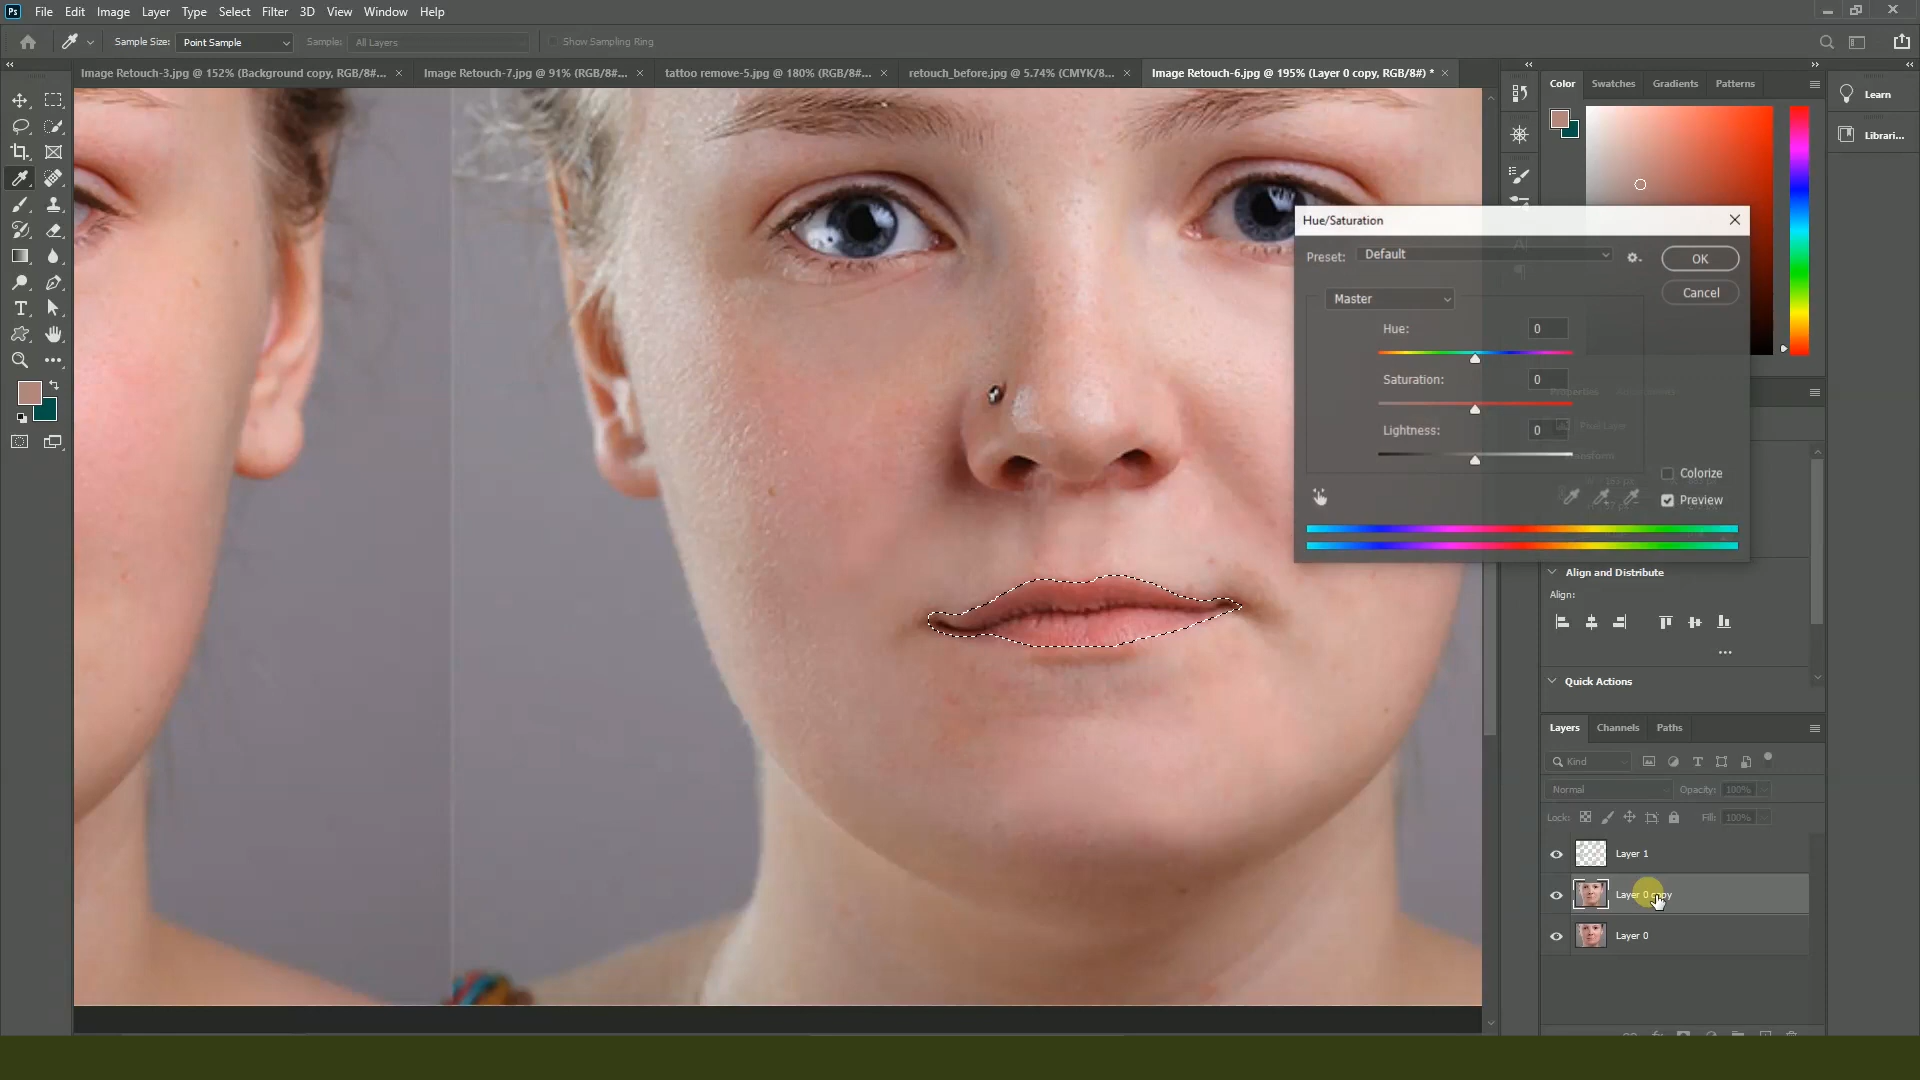 Ps File Edit Image Layer Type Select Filter 3D View Window Help
Sample Size: Point Sample Sample: All Layers Show Sampling Ring
Image Retouch-3.jpg @ 152% (Background copy, RGB/8#... × Image Retouch-7.jpg @ 91% (RGB/8#... × tattoo remove-5.jpg @ 180% (RGB/8#... × retouch_before.jpg @ 5.74% (CMYK/8... × Image Retouch-6.jpg @ 195% (Layer 0 copy, RGB/8#) * ×
Color Swatches Gradients Patterns
Learn
Librari...
Hue/Saturation
Preset: Default
OK
Cancel
Master
Hue: 0
Saturation: 0
Properties
Lightness: 0
Pixel Layer
Transform
Colorize
Preview
Align and Distribute
Align:
Quick Actions
Layers Channels Paths
Kind
Normal Opacity: 100%
Lock: Fill: 100%
Layer 1
Layer 0 copy
Layer 0